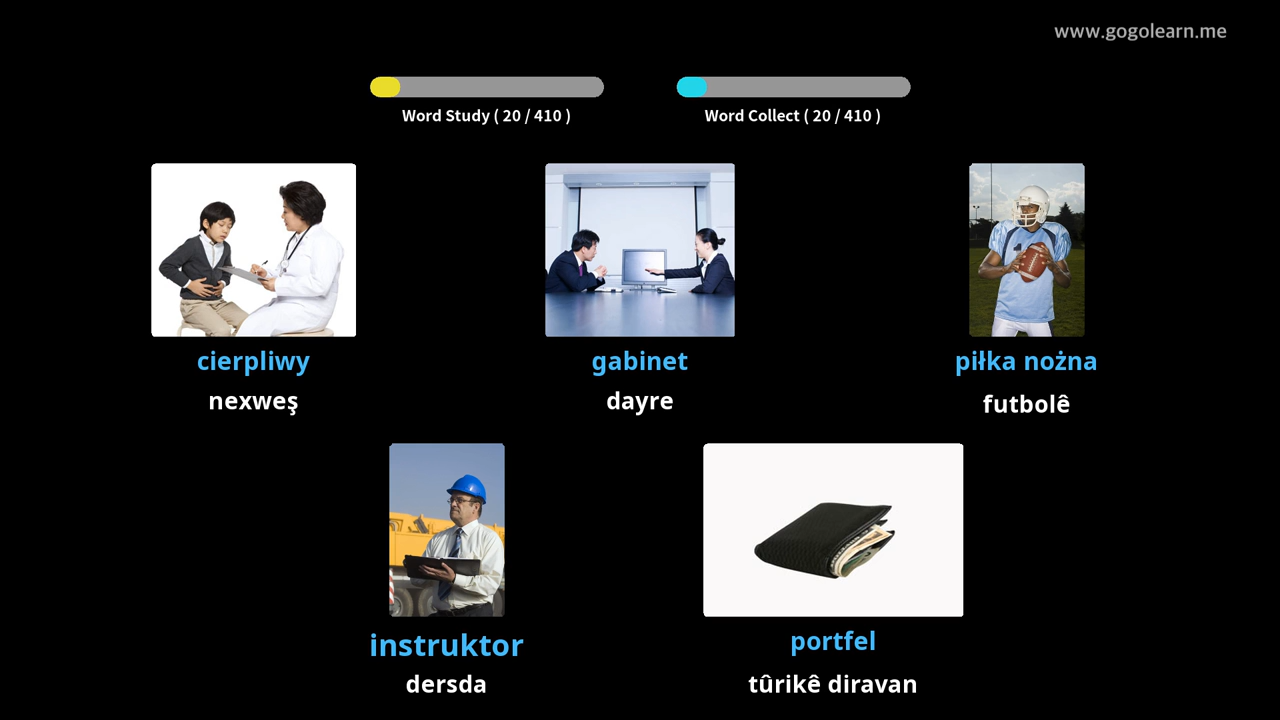 www.gogolearn.me
Word Study ( 20 / 410 )
Word Collect ( 20 / 410 )
cierpliwy
nexweş
gabinet
dayre
piłka nożna
futbolê
instruktor
dersda
portfel
tûrikê diravan